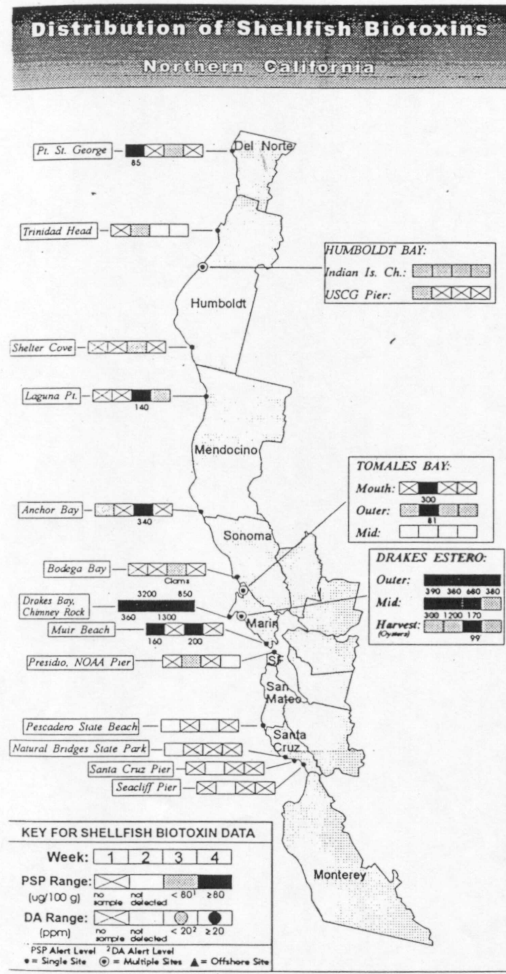 Distribution of Shellfish Biotoxins
Northern California
Pt. St. George
85
Del Norte
Trinidad Head
HUMBOLDT BAY:
Indian Is. Ch.:
USCG Pier:
Humboldt
Shelter Cove
Laguna Pt.
140
Mendocino
TOMALES BAY:
Mouth:
300
Outer:
81
Mid:
Anchor Bay
340
Sonoma
Bodega Bay
Clams
DRAKES ESTERO:
Outer:
390 360 680 380
Mid:
300 1200 170
Harvest:
(Oysters)
99
3200 850
Drakes Bay,
Chimney Rock
360 1300
Marin
Muir Beach
160 200
Presidio, NOAA Pier
SF
San
Mateo
Pescadero State Beach
Santa
Cruz
Natural Bridges State Park
Santa Cruz Pier
Seacliff Pier
Monterey
KEY FOR SHELLFISH BIOTOXIN DATA
Week: 1 2 3 4
PSP Range:
(ug/100 g)
no sample not detected < 80¹ ≥80
DA Range:
(ppm)
no sample not detected < 20² ≥20
PSP Alert Level ²DA Alert Level
• = Single Site ◉ = Multiple Sites ▲ = Offshore Site